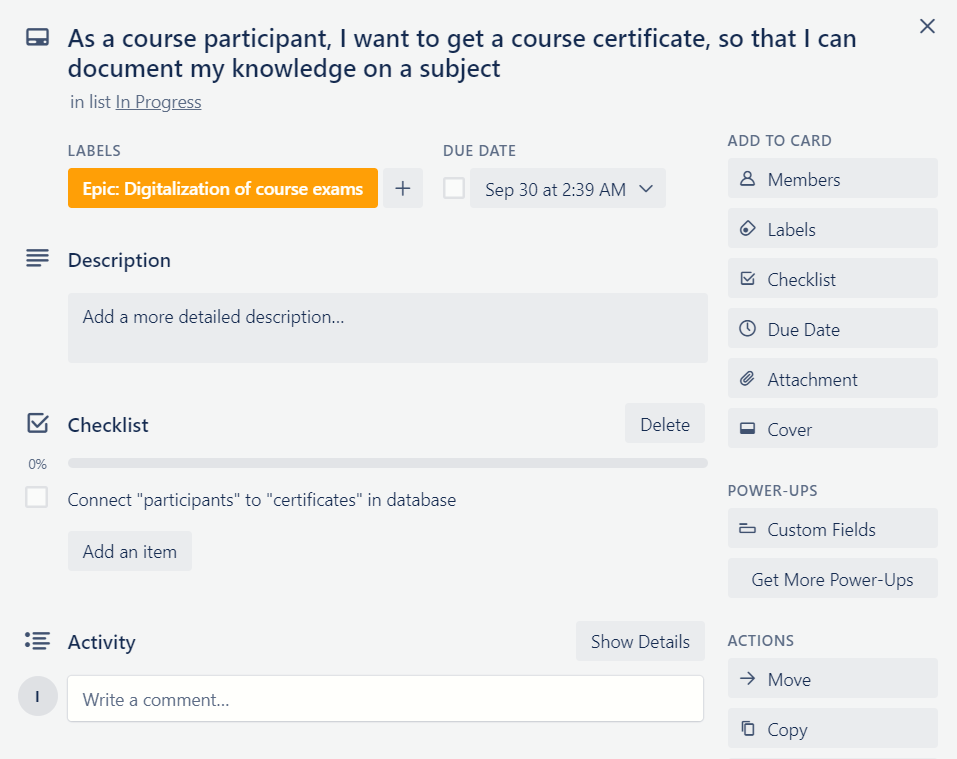 As a course participant, I want to get a course certificate, so that I can
document my knowledge on a subject
in list In Progress
LABELS
Epic: Digitalization of course exams
DUE DATE
Sep 30 at 2:39 AM
Description
Add a more detailed description...
Checklist
Delete
0%
Connect "participants" to "certificates" in database
Add an item
Activity
Show Details
I
Write a comment...
ADD TO CARD
Members
Labels
Checklist
Due Date
Attachment
Cover
POWER-UPS
Custom Fields
Get More Power-Ups
ACTIONS
Move
Copy